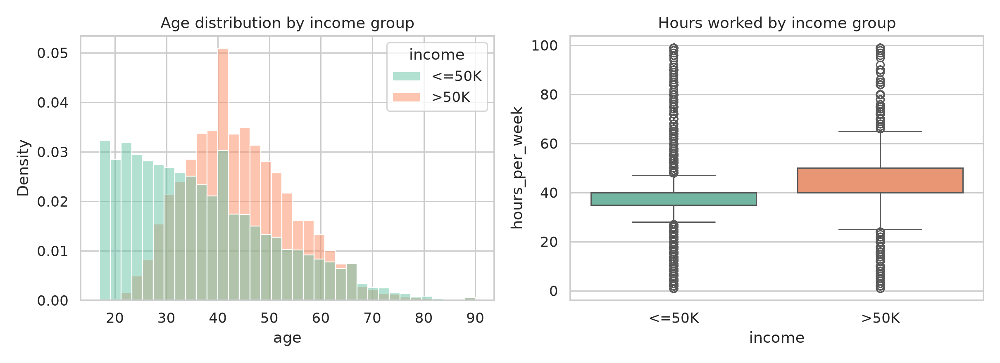 Age distribution by income group
0.05
0.04
0.03
0.02
0.01
0.00
Density
20 30 40 50 60 70 80 90
age
income
<=50K
>50K
Hours worked by income group
100
80
60
40
20
0
hours_per_week
<=50K >50K
income